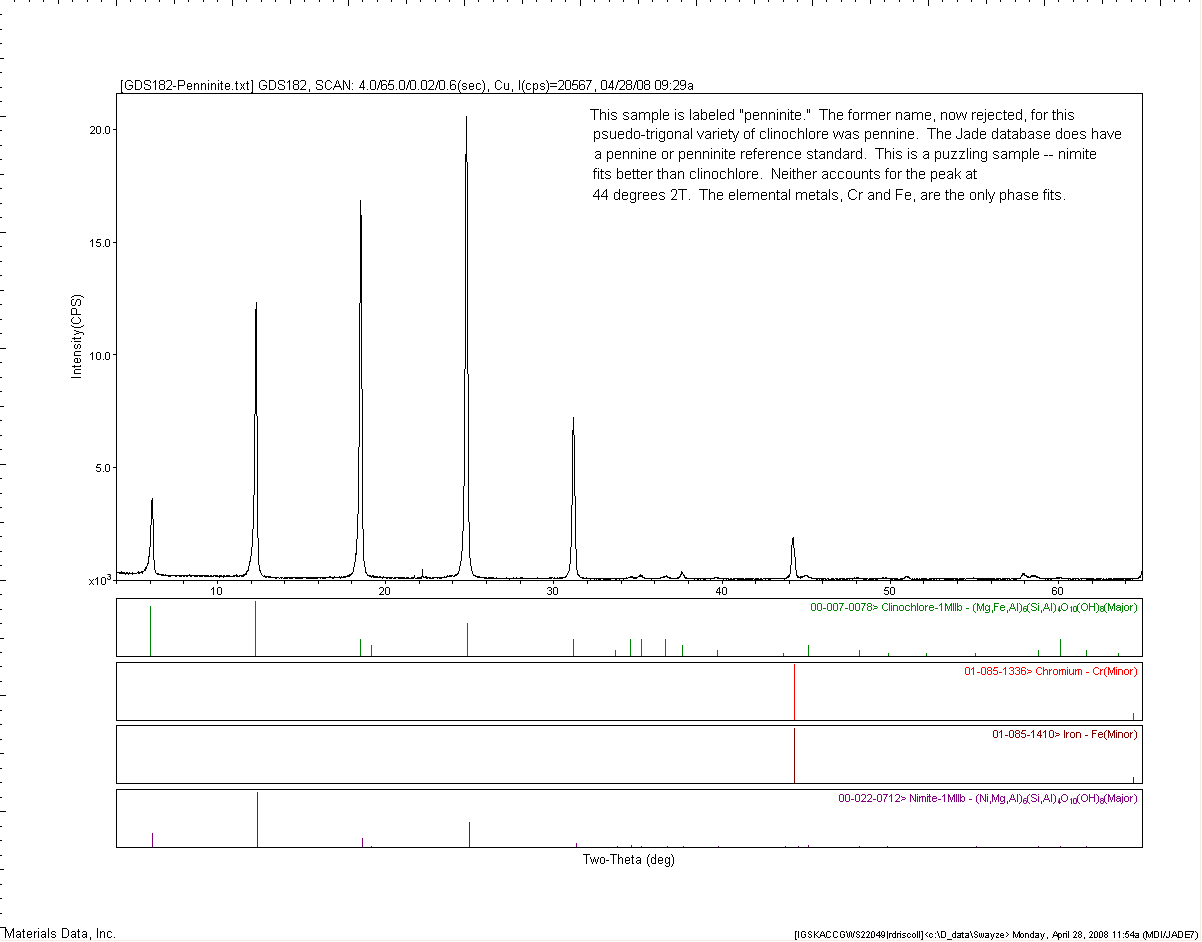 [GDS182-Penninite.txt] GDS182, SCAN: 4.0/65.0/0.02/0.6(sec), Cu, I(cps)=20567, 04/28/08 09:29a
This sample is labeled "penninite." The former name, now rejected, for this
psuedo-trigonal variety of clinochlore was pennine. The Jade database does have
a pennine or penninite reference standard. This is a puzzling sample -- nimite
fits better than clinochlore. Neither accounts for the peak at
44 degrees 2T. The elemental metals, Cr and Fe, are the only phase fits.
20.0
15.0
10.0
5.0
x10³
Intensity(CPS)
10 20 30 40 50 60
00-007-0078> Clinochlore-1MIIb - (Mg,Fe,Al)₆(Si,Al)₄O₁₀(OH)₈(Major)
01-085-1336> Chromium - Cr(Minor)
01-085-1410> Iron - Fe(Minor)
00-022-0712> Nimite-1MIIb - (Ni,Mg,Al)₆(Si,Al)₄O₁₀(OH)₈(Major)
Two-Theta (deg)
Materials Data, Inc.
[IGSKACCGWS22049|rdriscoll]<c:\D_data\Swayze> Monday, April 28, 2008 11:54a (MDI/JADE7)